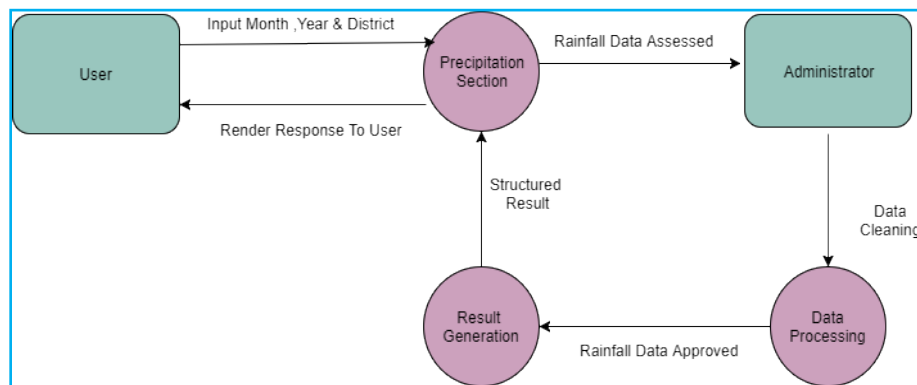 Input Month ,Year & District
Rainfall Data Assessed
User
Precipitation
Section
Administrator
Render Response To User
Structured
Result
Data
Cleaning
Result
Generation
Data
Processing
Rainfall Data Approved